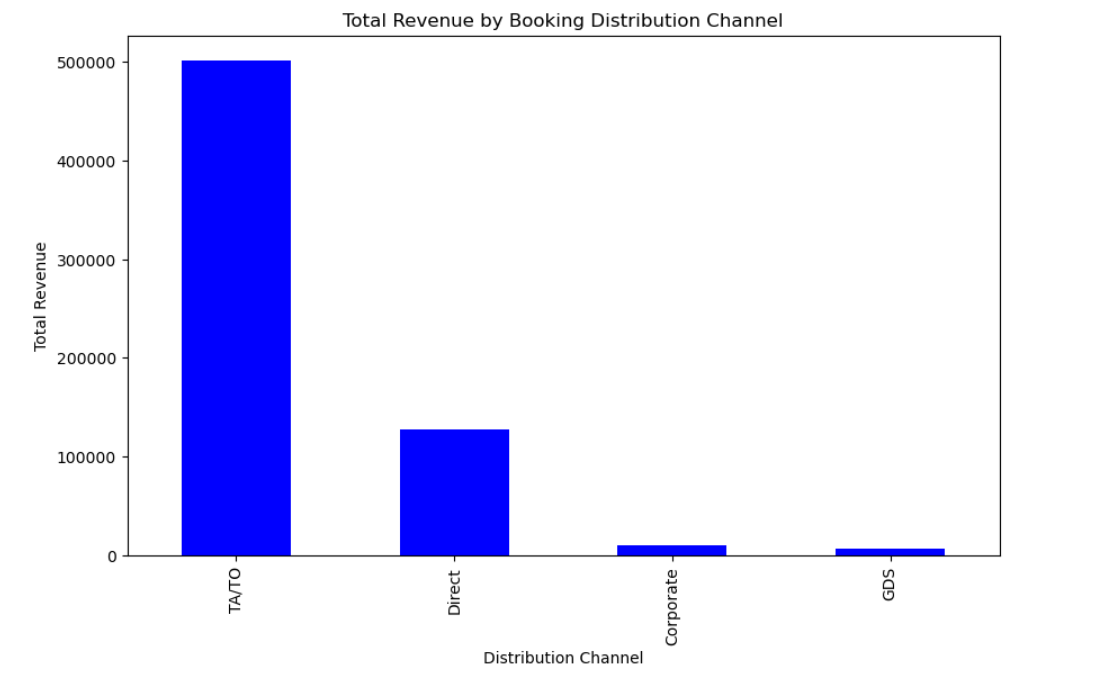 Total Revenue by Booking Distribution Channel
Total Revenue
500000
400000
300000
200000
100000
0
TA/TO
Direct
Corporate
GDS
Distribution Channel